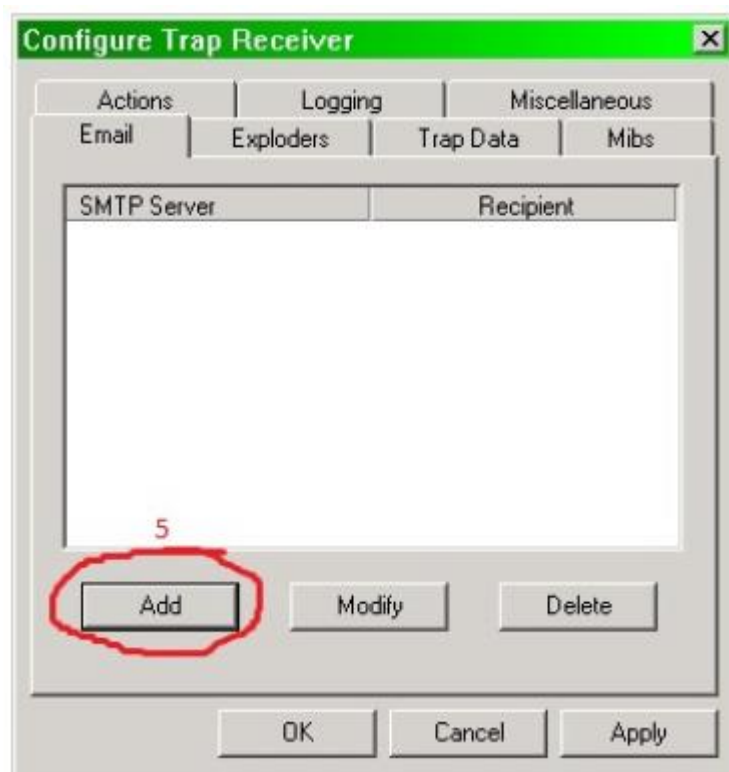 Configure Trap Receiver
Actions Logging Miscellaneous
Email Exploders Trap Data Mibs
SMTP Server Recipient
5
Add Modify Delete
OK Cancel Apply